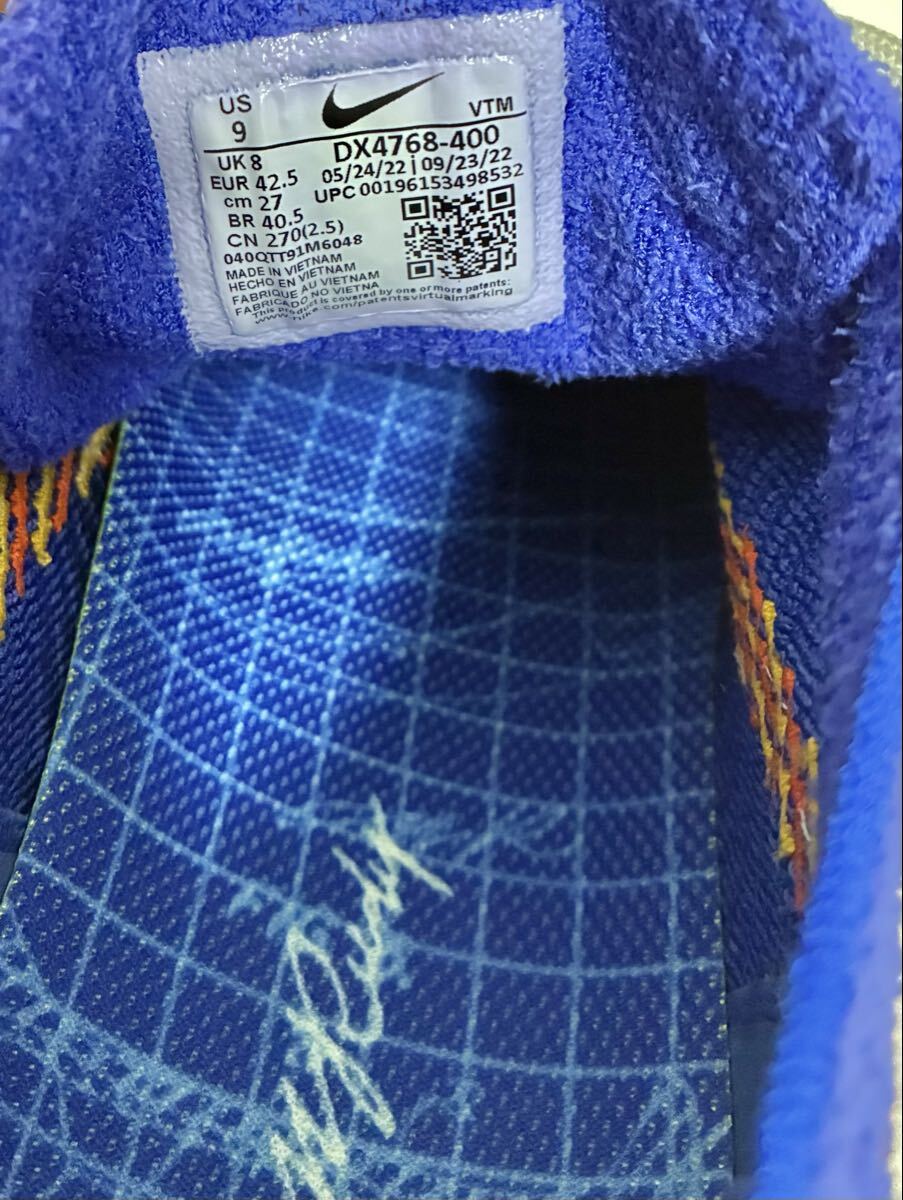 US
9
VTM
UK 8
EUR 42.5
cm 27
BR 40.5
CN 270(2.5)
DX4768-400
05/24/22 | 09/23/22
UPC 00196153498532
040QTT91M6048
MADE IN VIETNAM
HECHO EN VIETNAM
FABRIQUE AU VIETNAM
FABRICADO NO VIETNA
This product is covered by one or more patents:
www.nike.com/patentsvirtualmarking